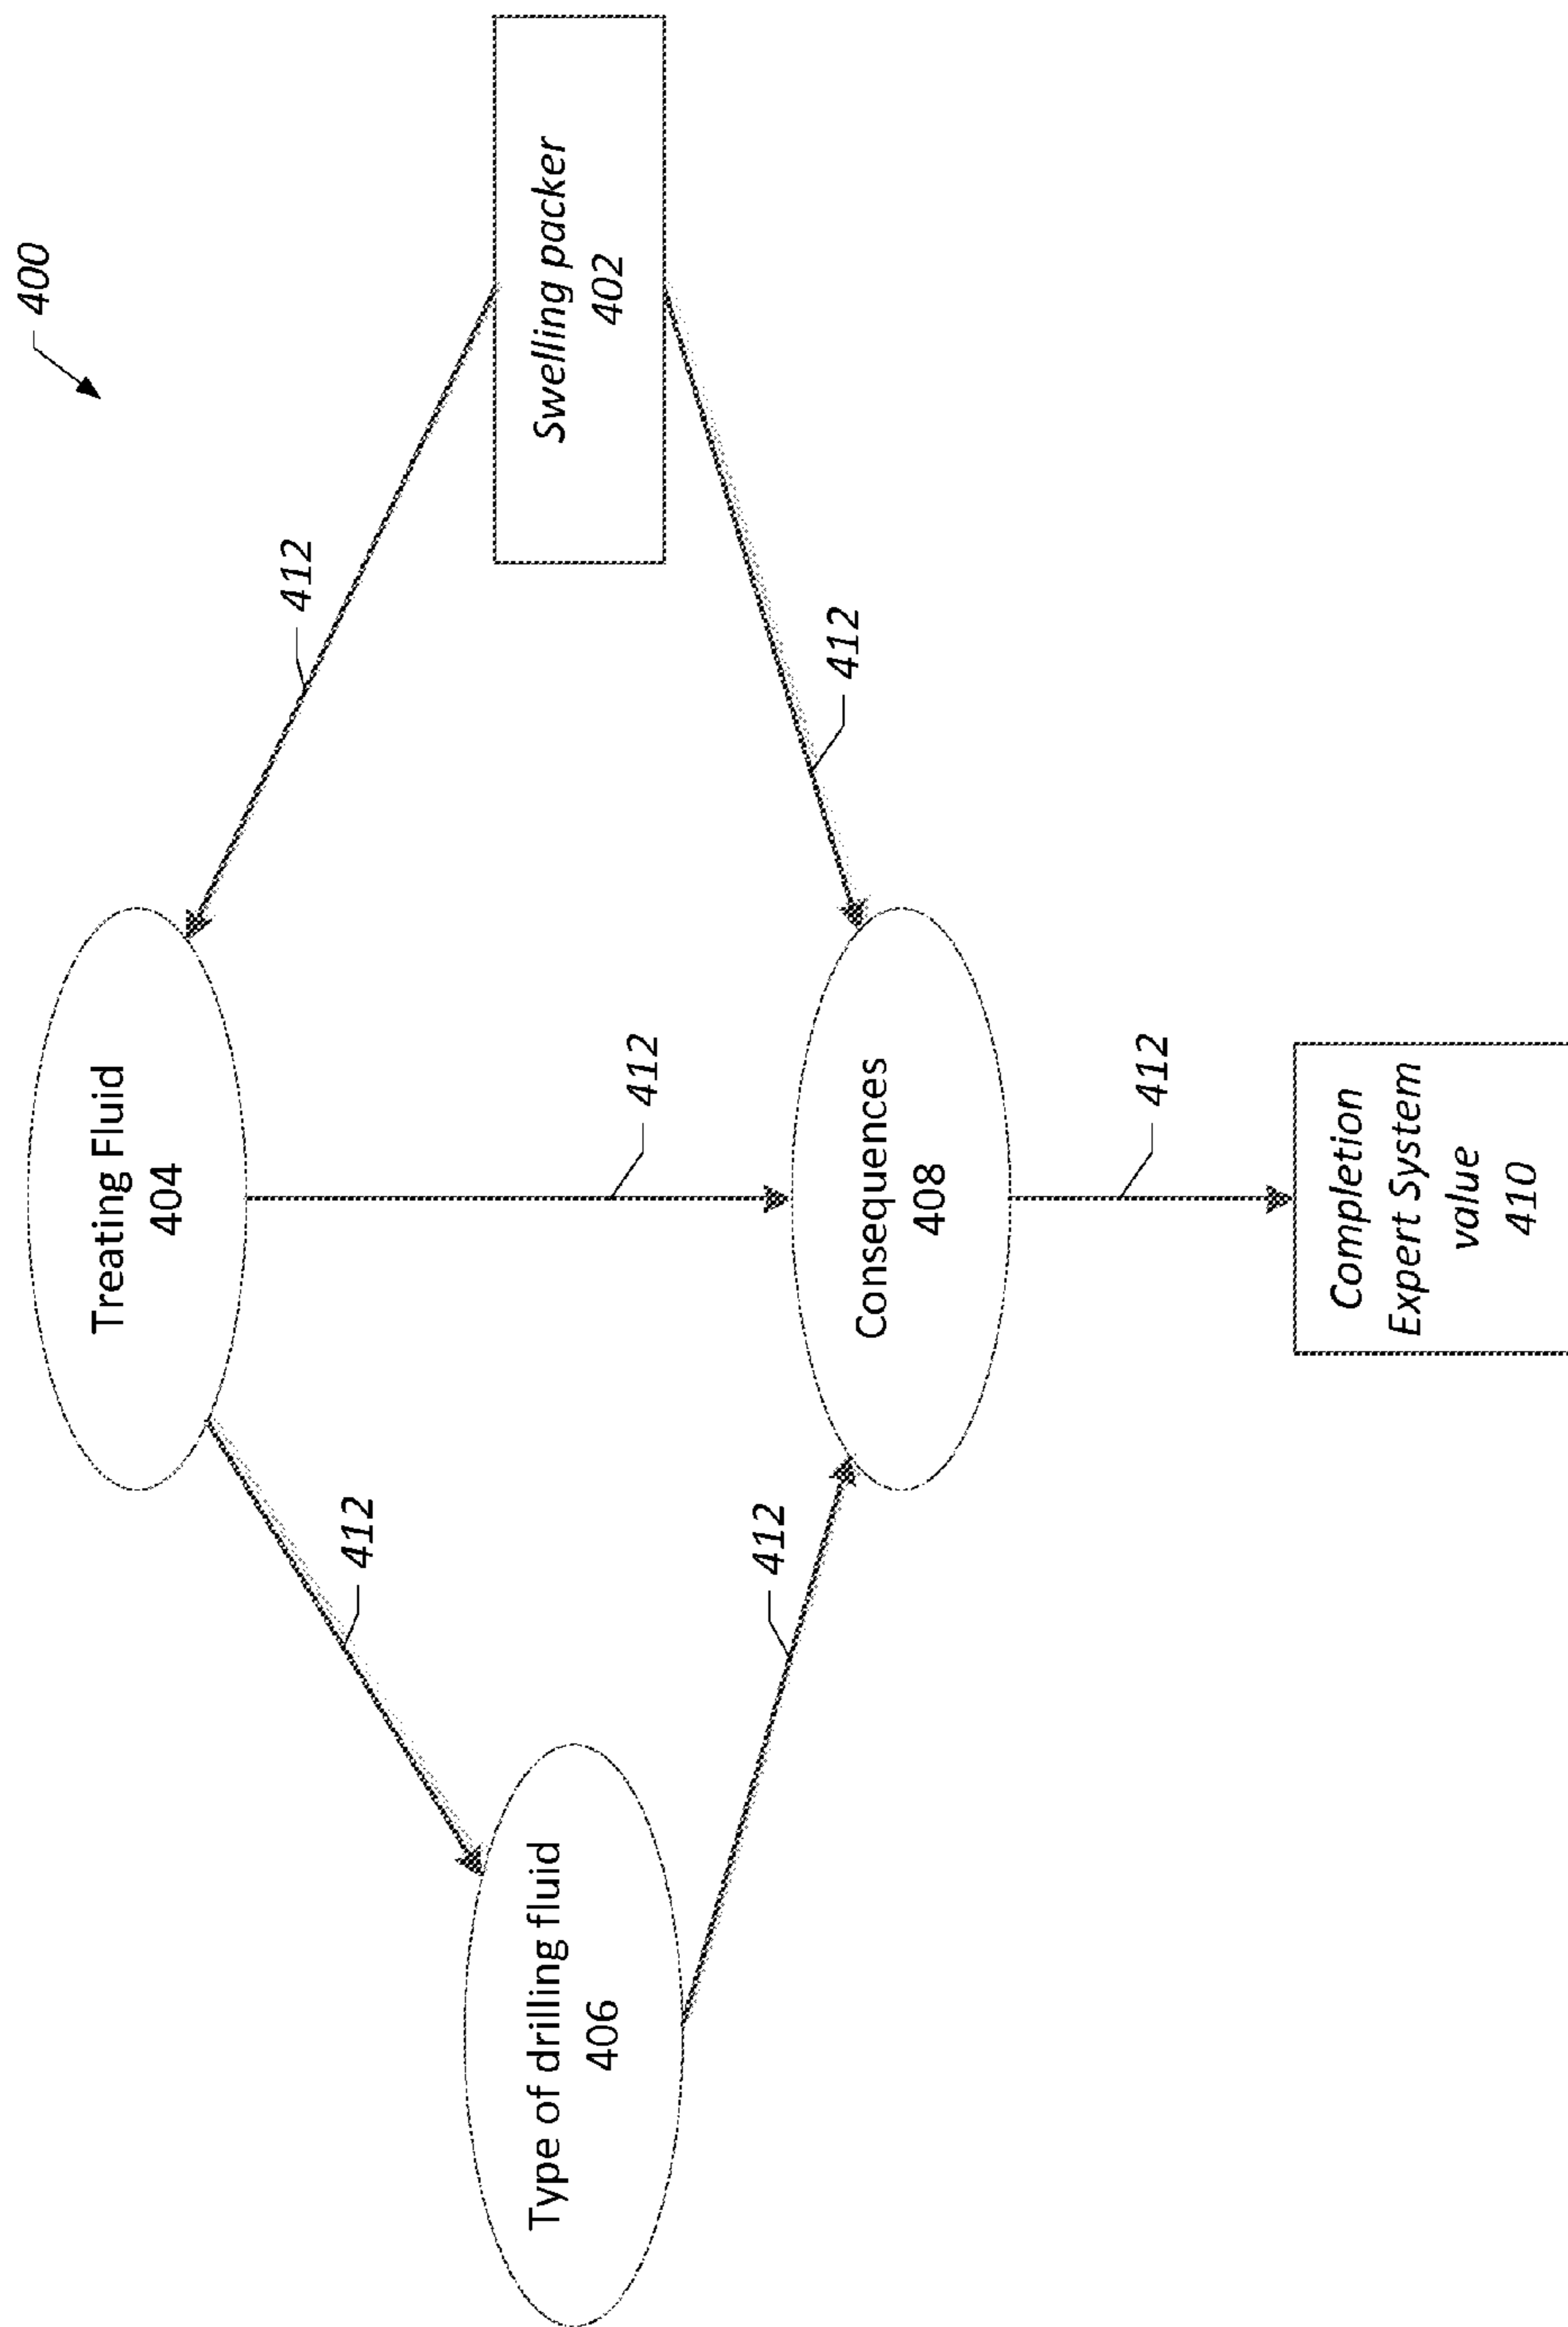 400
Treating Fluid
404
412
412
Type of drilling fluid
406
Swelling packer
402
412
412
412
Consequences
408
412
Completion
Expert System
value
410